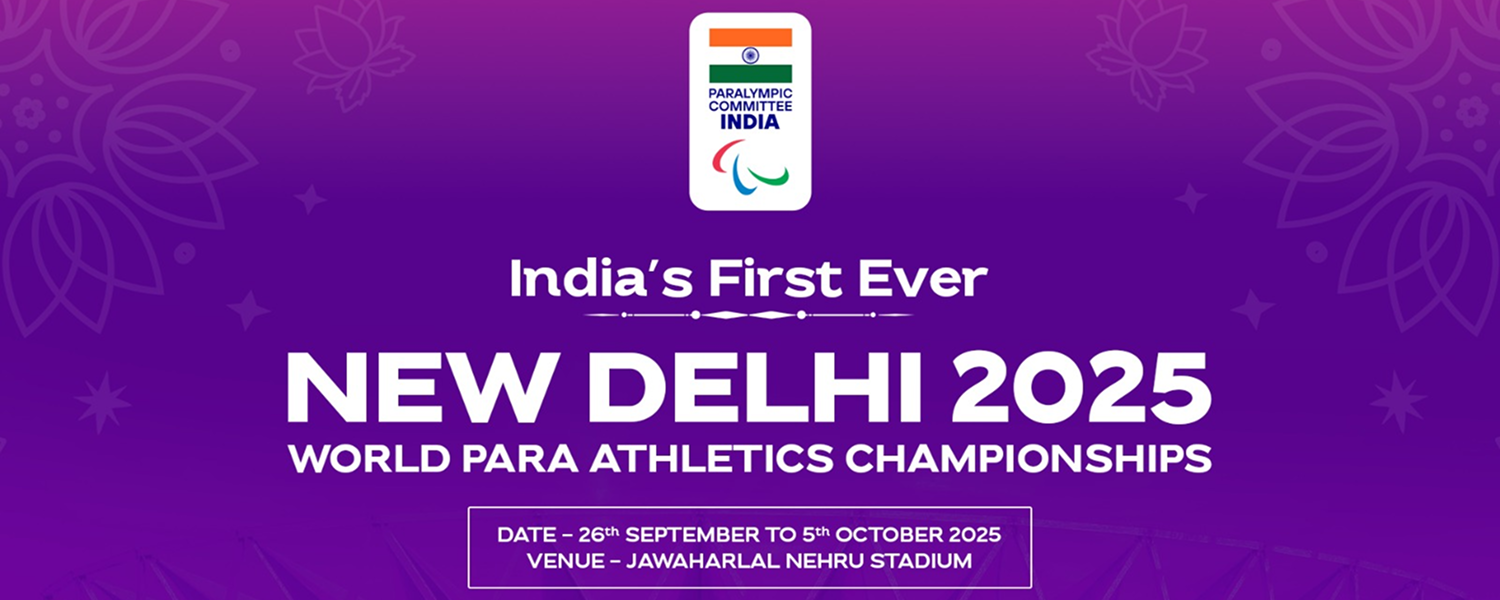 PARALYMPIC
COMMITTEE
INDIA
India's First Ever
NEW DELHI 2025
WORLD PARA ATHLETICS CHAMPIONSHIPS
DATE – 26th SEPTEMBER TO 5th OCTOBER 2025
VENUE – JAWAHARLAL NEHRU STADIUM